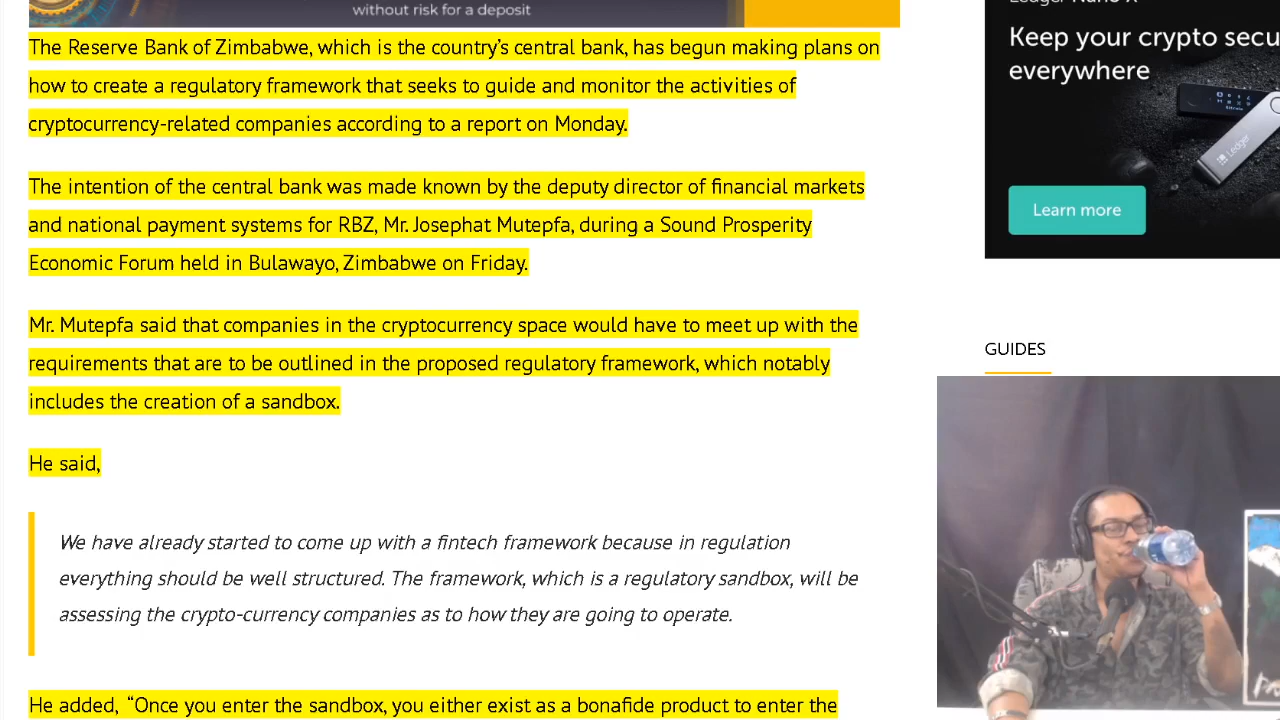 without risk for a deposit
The Reserve Bank of Zimbabwe, which is the country's central bank, has begun making plans on
how to create a regulatory framework that seeks to guide and monitor the activities of
cryptocurrency-related companies according to a report on Monday.
The intention of the central bank was made known by the deputy director of financial markets
and national payment systems for RBZ, Mr. Josephat Mutepfa, during a Sound Prosperity
Economic Forum held in Bulawayo, Zimbabwe on Friday.
Mr. Mutepfa said that companies in the cryptocurrency space would have to meet up with the
requirements that are to be outlined in the proposed regulatory framework, which notably
includes the creation of a sandbox.
He said,
We have already started to come up with a fintech framework because in regulation
everything should be well structured. The framework, which is a regulatory sandbox, will be
assessing the crypto-currency companies as to how they are going to operate.
He added, “Once you enter the sandbox, you either exist as a bonafide product to enter the
Keep your crypto secu
everywhere
Ledger
Learn more
GUIDES